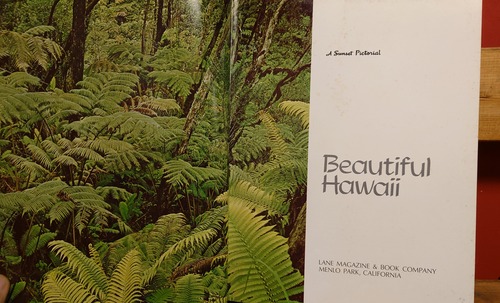 A Sunset Pictorial
Beautiful
Hawaii
LANE MAGAZINE & BOOK COMPANY
MENLO PARK, CALIFORNIA